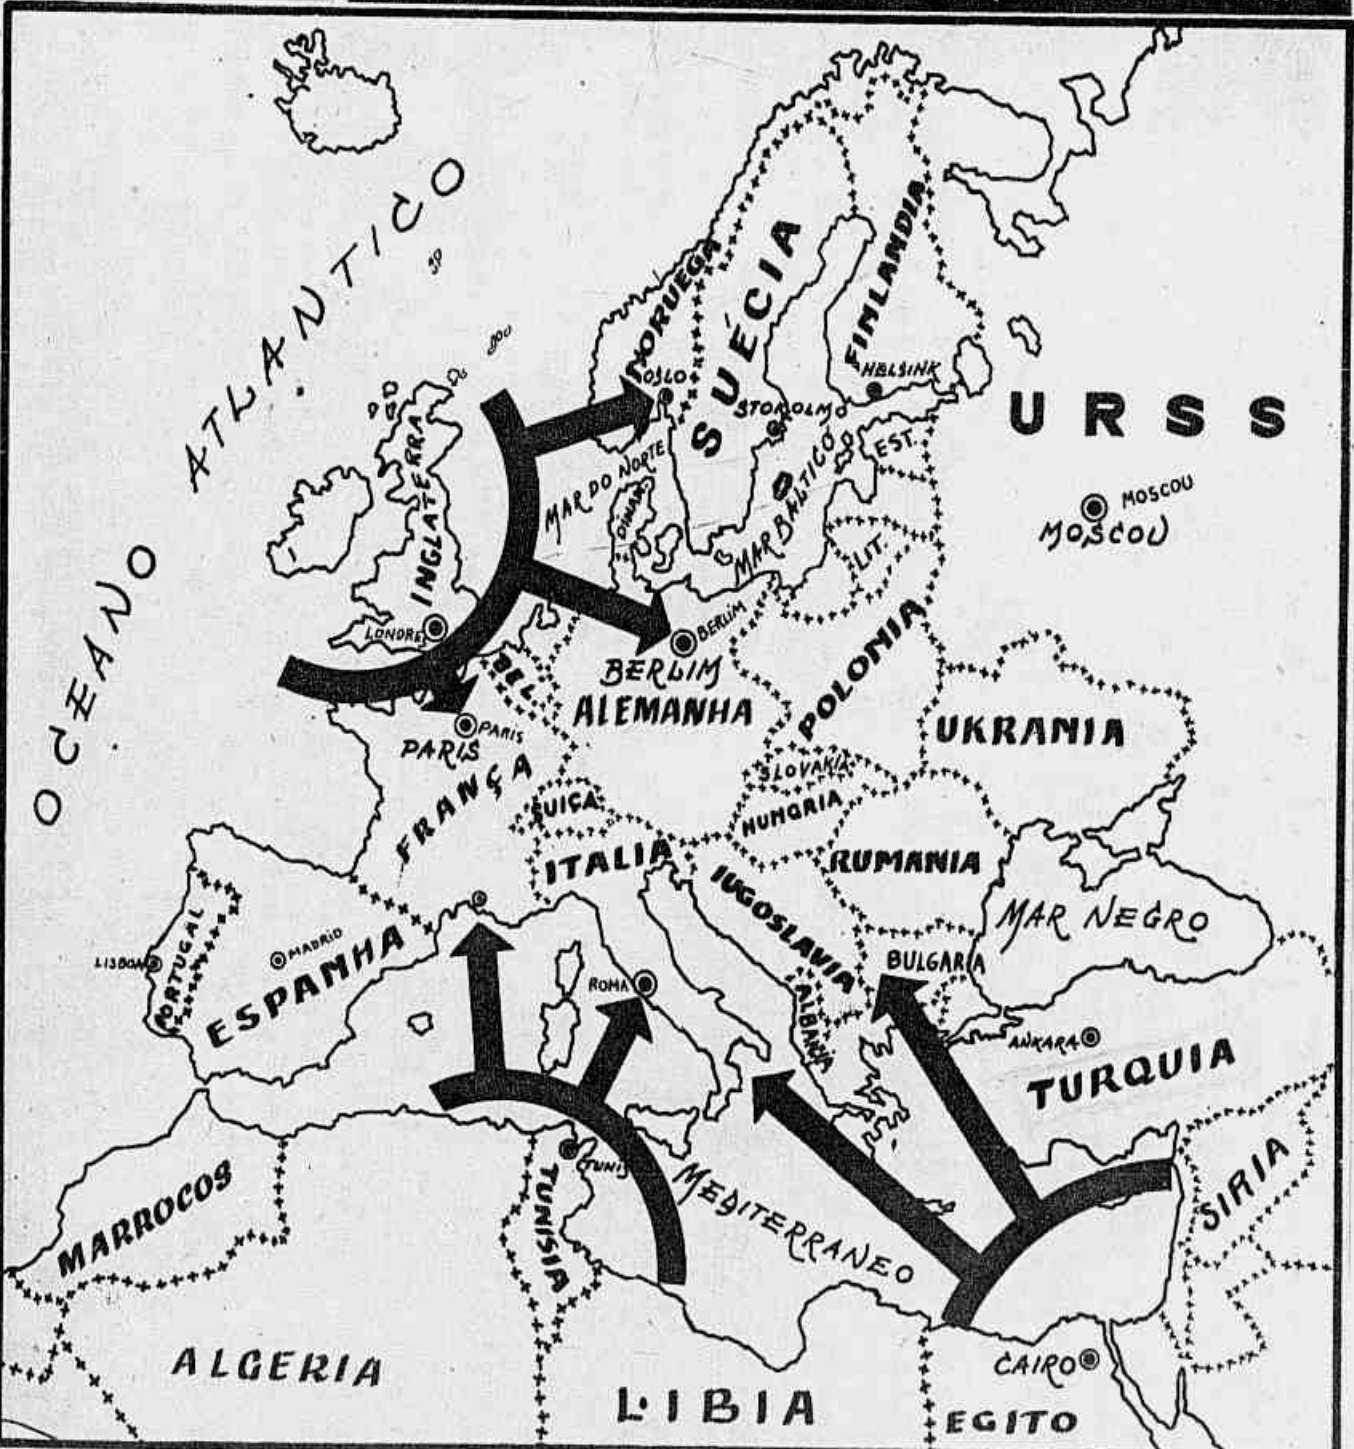 OCEANO ATLANTICO
NORUEGA
SUÉCIA
FIMLANDIA
OSLO
HELSINK
STOKOLMO
URSS
EST.
MAR DO NORTE
MAR BALTICO
DINAM
MOSCOU
MOSCOU
INGLATERRA
LIT.
LONDRES
BERLIM
BERLIM
BEL.
POLONIA
ALEMANHA
UKRANIA
PARIS
PARIS
SLOVAKIA
FRANÇA
SUIÇA
HUNGRIA
ITALIA
RUMANIA
IUGOSLAVIA
MAR NEGRO
PORTUGAL
LISBOA
MADRID
ESPANHA
BULGARIA
ROMA
ALBANIA
ANKARA
TURQUIA
TUNIS
MEDITERRANEO
SIRIA
MARROCOS
TUNISIA
ALGERIA
LIBIA
CAIRO
EGITO